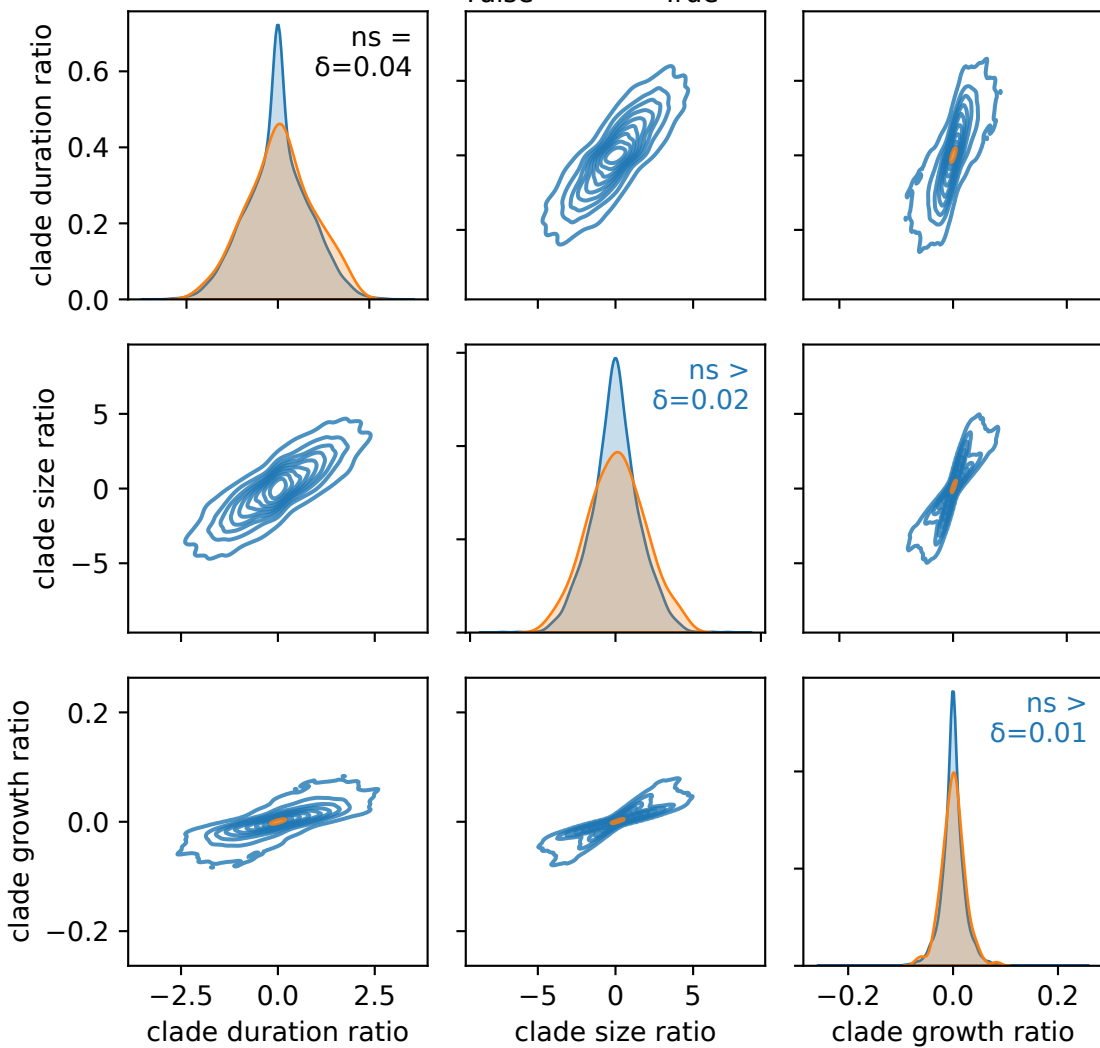 clade duration ratio
0.6
0.4
0.2
0.0
ns =
δ=0.04
clade size ratio
5
0
−5
ns >
δ=0.02
clade growth ratio
0.2
0.0
−0.2
ns >
δ=0.01
−2.5 0.0 2.5
−5 0 5
−0.2 0.0 0.2
clade duration ratio
clade size ratio
clade growth ratio